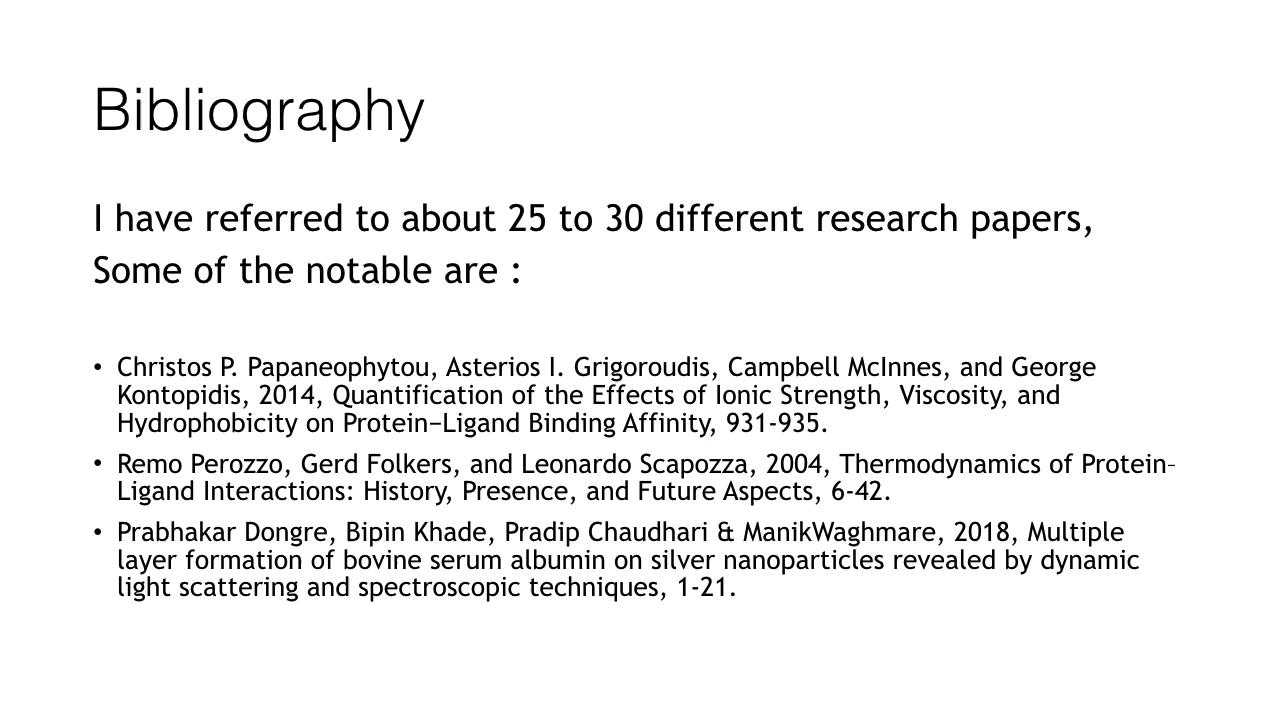 Bibliography
I have referred to about 25 to 30 different research papers,
Some of the notable are :
• Christos P. Papaneophytou, Asterios I. Grigoroudis, Campbell McInnes, and George
Kontopidis, 2014, Quantification of the Effects of Ionic Strength, Viscosity, and
Hydrophobicity on Protein−Ligand Binding Affinity, 931-935.
• Remo Perozzo, Gerd Folkers, and Leonardo Scapozza, 2004, Thermodynamics of Protein–
Ligand Interactions: History, Presence, and Future Aspects, 6-42.
• Prabhakar Dongre, Bipin Khade, Pradip Chaudhari & ManikWaghmare, 2018, Multiple
layer formation of bovine serum albumin on silver nanoparticles revealed by dynamic
light scattering and spectroscopic techniques, 1-21.